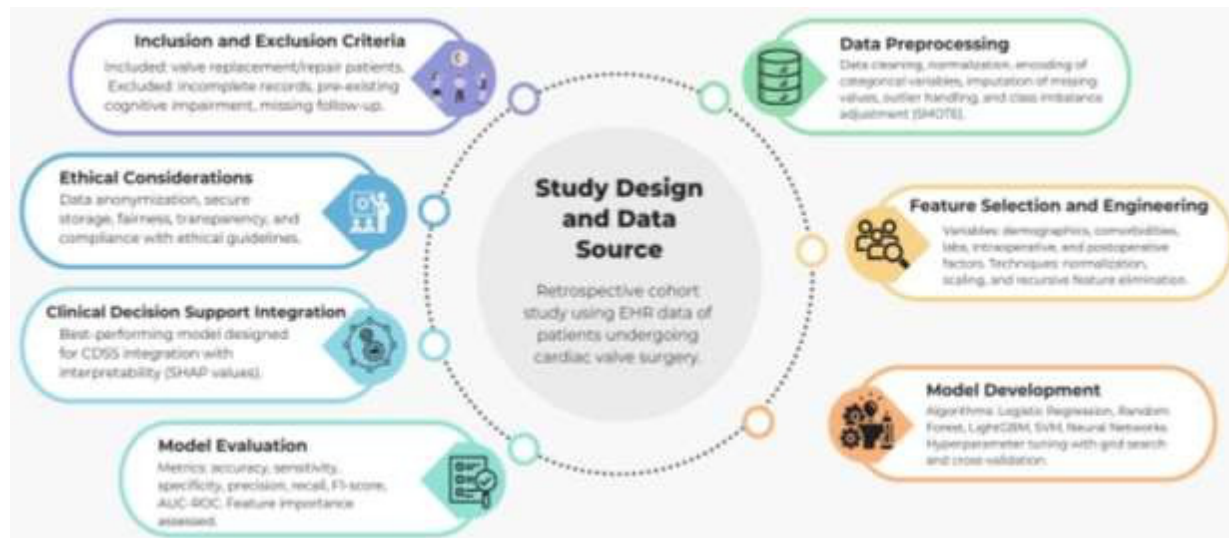 Inclusion and Exclusion Criteria
Included: valve replacement/repair patients.
Excluded: incomplete records, pre-existing
cognitive impairment, missing follow-up.
Data Preprocessing
Data cleaning, normalization, encoding of
categorical variables, imputation of missing
values, outlier handling, and class imbalance
adjustment (SMOTE).
Ethical Considerations
Data anonymization, secure
storage, fairness, transparency, and
compliance with ethical guidelines.
Study Design
and Data
Source
Retrospective cohort
study using EHR data of
patients undergoing
cardiac valve surgery.
Feature Selection and Engineering
Variables: demographics, comorbidities,
labs, intraoperative, and postoperative
factors. Techniques: normalization,
scaling, and recursive feature elimination.
Clinical Decision Support Integration
Best-performing model designed
for CDSS integration with
interpretability (SHAP values).
Model Development
Algorithms: Logistic Regression, Random
Forest, LightGBM, SVM, Neural Networks.
Hyperparameter tuning with grid search
and cross-validation.
Model Evaluation
Metrics: accuracy, sensitivity,
specificity, precision, recall, F1-score,
AUC-ROC. Feature importance
assessed.